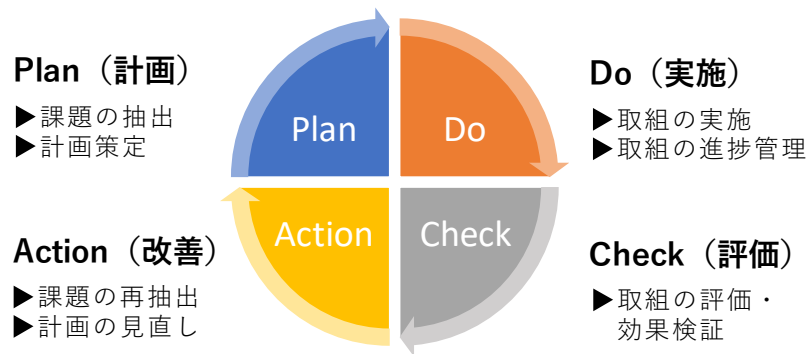 Plan（計画）
▶課題の抽出
▶計画策定
Plan
Do
Do（実施）
▶取組の実施
▶取組の進捗管理
Action（改善）
▶課題の再抽出
▶計画の見直し
Action
Check
Check（評価）
▶取組の評価・
効果検証